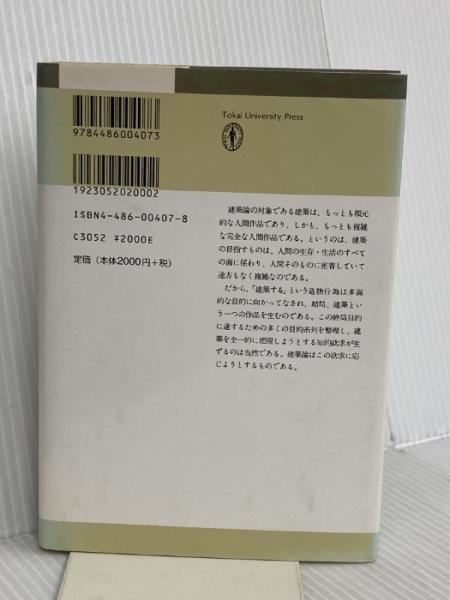 9784486004073
1923052020002
ISBN4-486-00407-8
C3052 ¥2000E
定価（本体2000円+税）
Tokai University Press
建築論の対象である建築は、もっとも根元
的な人間作品であり、しかも、もっとも複雑
な完全な人間作品である。というのは、建築
の目指すものは、人間の生存・生活のすべて
の面に係わり、人間そのものに密着していて
途方もなく複雑なのである。
だから、「建築する」という造物行為は多面
的な目的に向かってなされ、結局、建築とい
う一つの作品を生むのである。この終局目的
に達するための多くの目的系列を整理し、建
築を全一的に把握しようとする知的欲求が生
ずるのは当然である。建築論はこの欲求に応
じようとするものである。